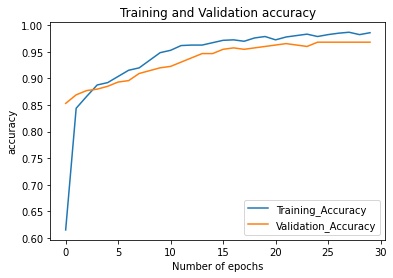 Training and Validation accuracy
1.00
0.95
0.90
0.85
0.80
0.75
0.70
0.65
0.60
accuracy
Training_Accuracy
Validation_Accuracy
0 5 10 15 20 25 30
Number of epochs